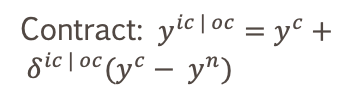 Contract: y^{ic | oc} = y^c +
δ^{ic | oc}(y^c − y^n)